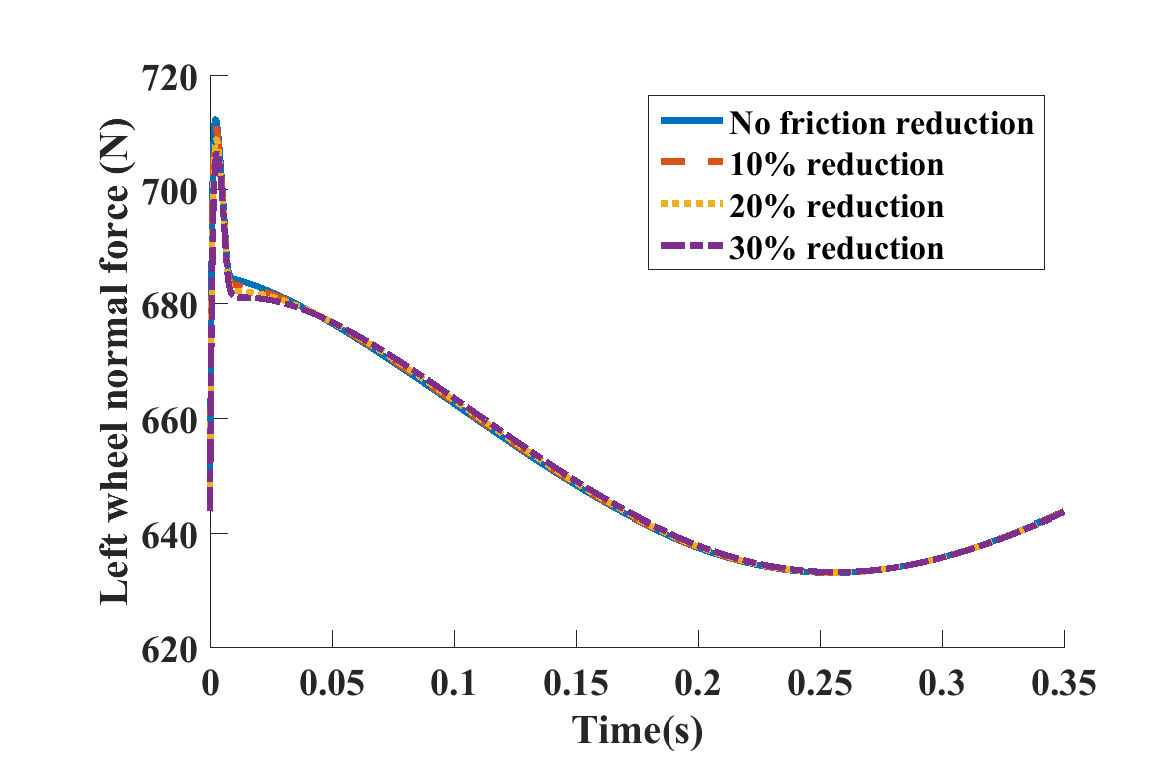 720
700
680
660
640
620
Left wheel normal force (N)
No friction reduction
10% reduction
20% reduction
30% reduction
0 0.05 0.1 0.15 0.2 0.25 0.3 0.35
Time(s)